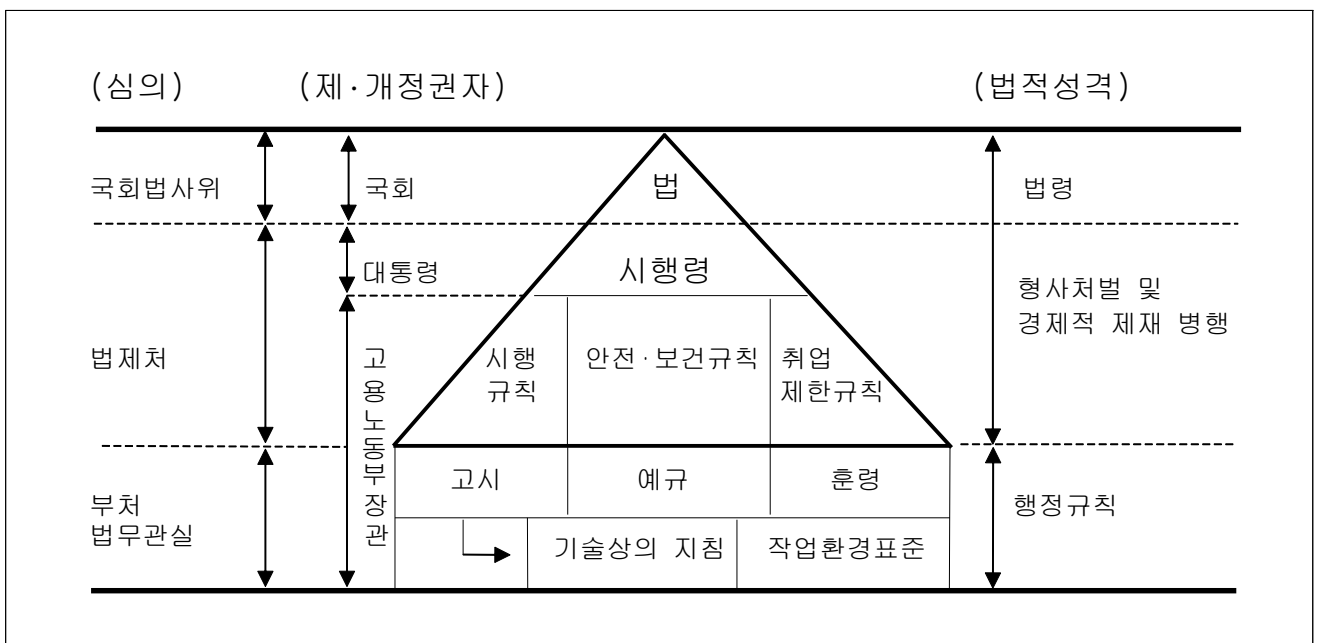 (심의)
(제·개정권자)
(법적성격)
국회법사위
국회
법
법령
대통령
시행령
형사처벌 및
경제적 제재 병행
법제처
고용노동부장관
시행
규칙
안전·보건규칙
취업
제한규칙
고시
예규
훈령
부처
법무관실
행정규칙
기술상의 지침
작업환경표준